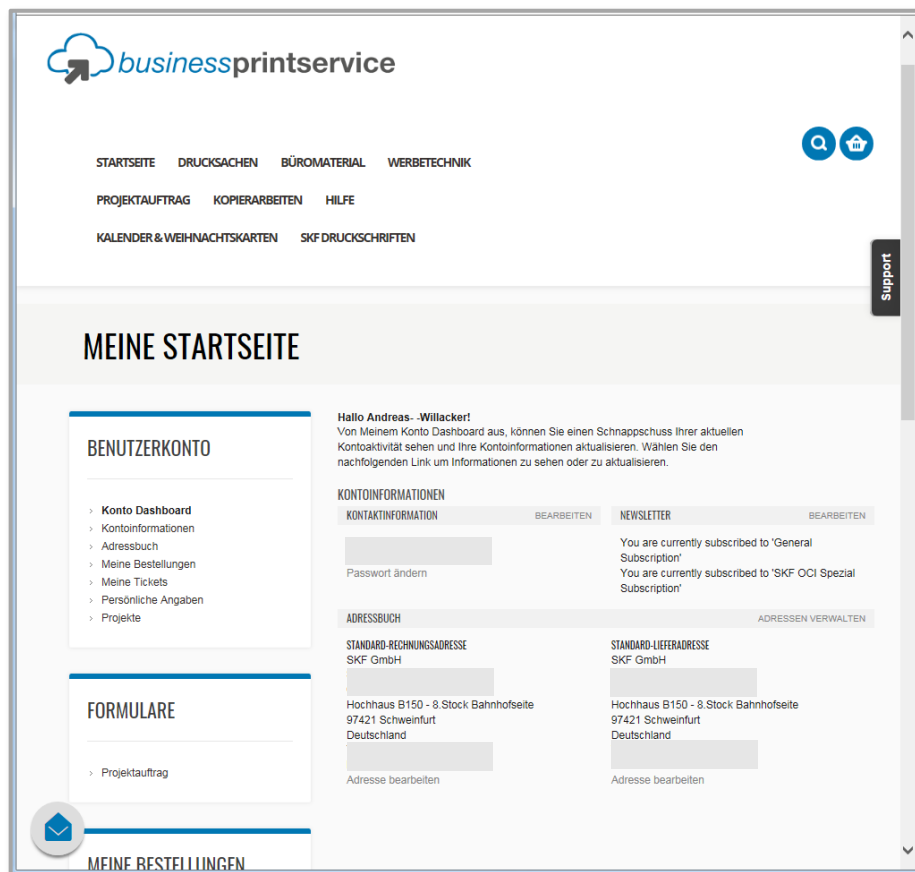 businessprintservice
STARTSEITE DRUCKSACHEN BÜROMATERIAL WERBETECHNIK
PROJEKTAUFTRAG KOPIERARBEITEN HILFE
KALENDER & WEIHNACHTSKARTEN SKF DRUCKSCHRIFTEN
Support
MEINE STARTSEITE
BENUTZERKONTO
Konto Dashboard
Kontoinformationen
Adressbuch
Meine Bestellungen
Meine Tickets
Persönliche Angaben
Projekte
FORMULARE
Projektauftrag
MEINE BESTELLUNGEN
Hallo Andreas- -Willacker!
Von Meinem Konto Dashboard aus, können Sie einen Schnappschuss Ihrer aktuellen
Kontoaktivität sehen und Ihre Kontoinformationen aktualisieren. Wählen Sie den
nachfolgenden Link um Informationen zu sehen oder zu aktualisieren.
KONTOINFORMATIONEN
KONTAKTINFORMATION BEARBEITEN
Passwort ändern
NEWSLETTER BEARBEITEN
You are currently subscribed to 'General
Subscription'
You are currently subscribed to 'SKF OCI Spezial
Subscription'
ADRESSBUCH ADRESSEN VERWALTEN
STANDARD-RECHNUNGSADRESSE
SKF GmbH
Hochhaus B150 - 8.Stock Bahnhofseite
97421 Schweinfurt
Deutschland
Adresse bearbeiten
STANDARD-LIEFERADRESSE
SKF GmbH
Hochhaus B150 - 8.Stock Bahnhofseite
97421 Schweinfurt
Deutschland
Adresse bearbeiten